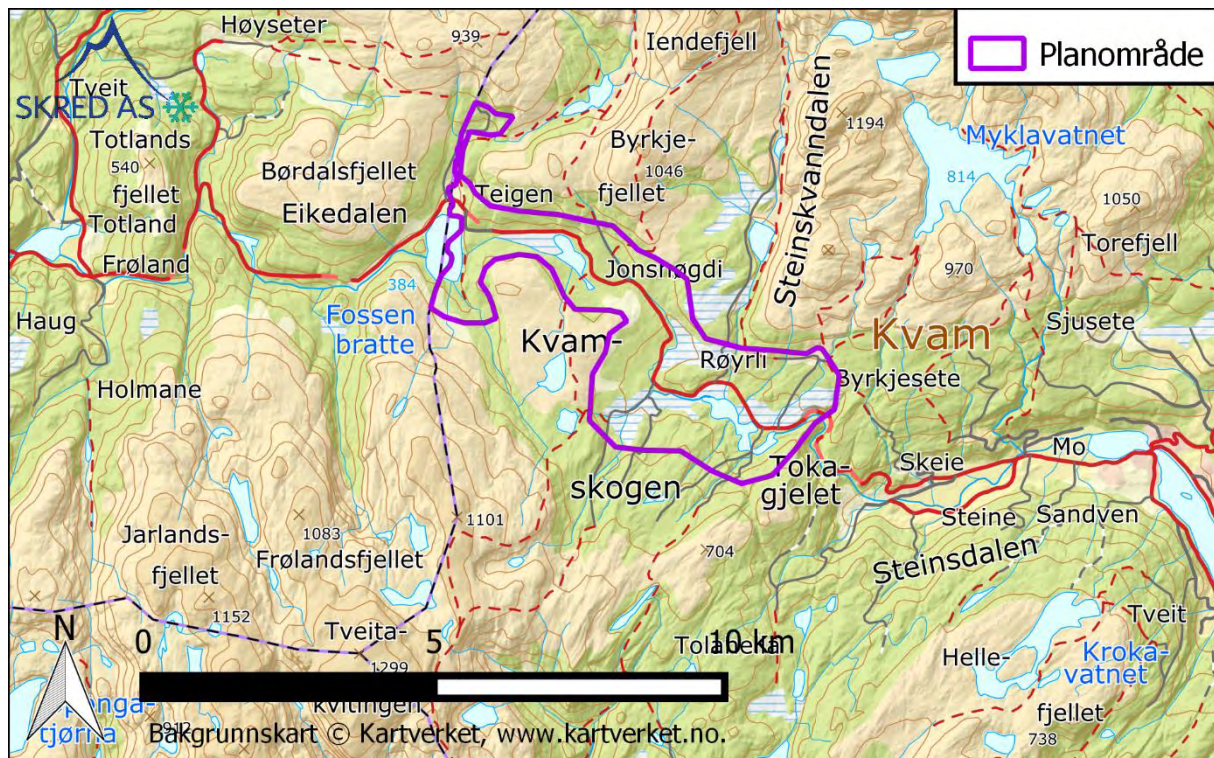 Høyseter
939
Iendefjell
Planområde
Tveit
SKRED AS
Totlands
540
fjellet
Børdalsfjellet
Byrkje-
1046
fjellet
1194
Myklavatnet
814
1050
Steinskvanndalen
Teigen
Eikedalen
Totland
Torefjell
Frøland
Jonshøgdi
970
384
Haug
Fossen
bratte
Kvam-
Kvam
Sjusete
Røyrli
Byrkjesete
Holmane
skogen
Toka-
gjelet
Skeie
Mo
Steine
Sandven
Steinsdalen
1101
1083
Jarlands-
fjellet
Frølandsfjellet
704
1152
Tveita-
1299
kvitingen
Tveit
Helle-
fjellet
Kroka-
vatnet
738
N
0
5
10 km
tjørna
912
Bakgrunnskart © Kartverket, www.kartverket.no.